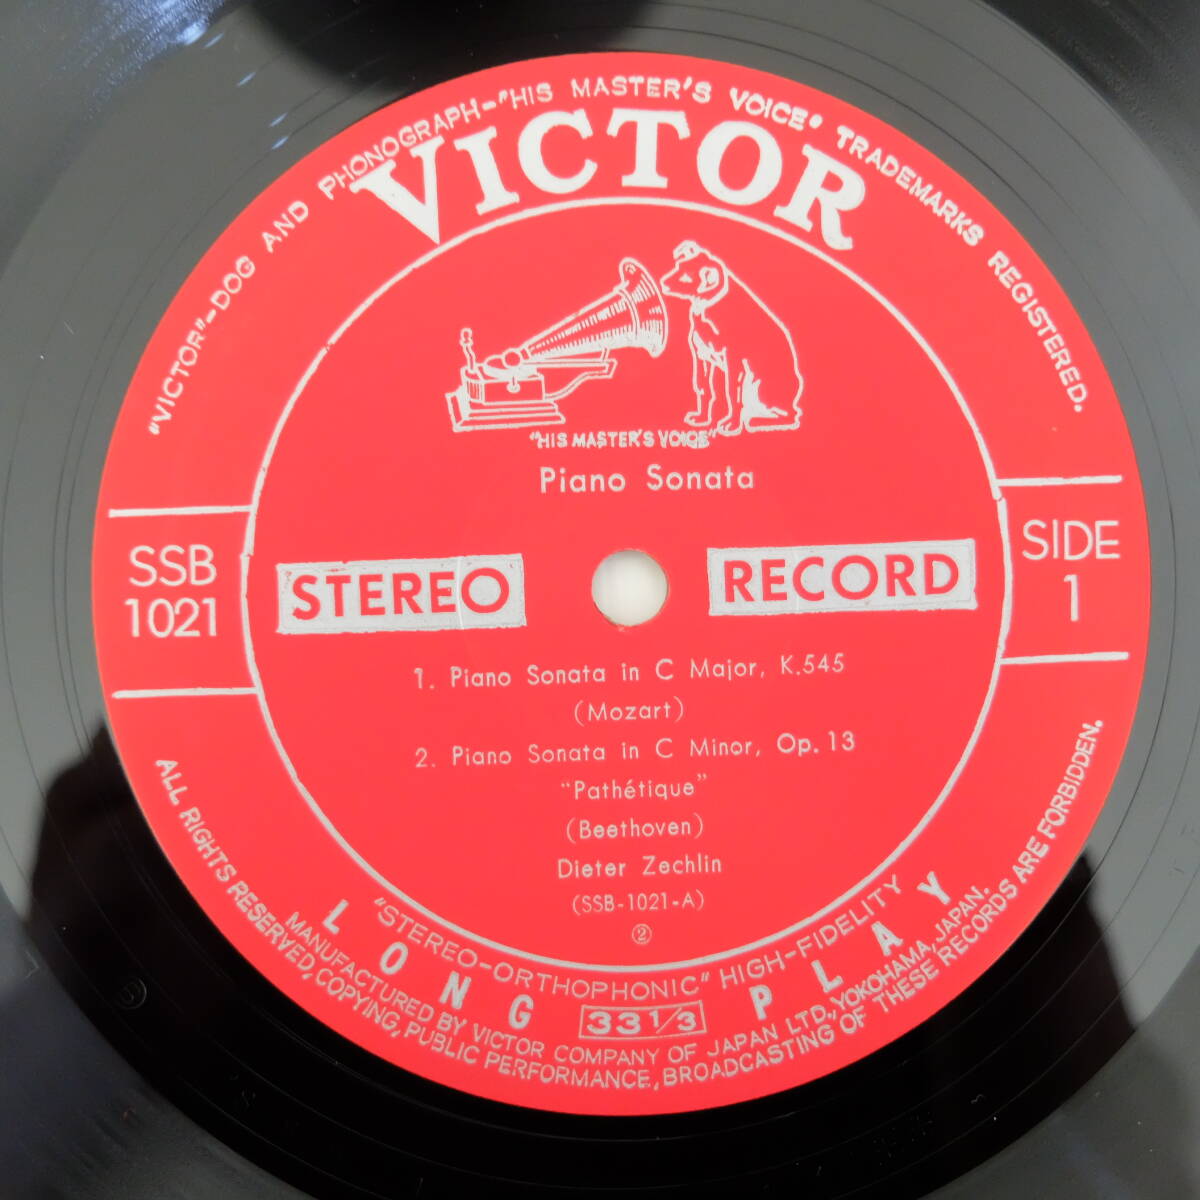 "VICTOR"-DOG AND PHONOGRAPH-"HIS MASTER'S VOICE" TRADEMARKS REGISTERED.
VICTOR
"HIS MASTER'S VOICE"
Piano Sonata
SSB
1021
STEREO RECORD
SIDE
1
1. Piano Sonata in C Major, K.545
(Mozart)
2. Piano Sonata in C Minor, Op. 13
"Pathétique"
(Beethoven)
Dieter Zechlin
(SSB-1021-A)
②
"STEREO-ORTHOPHONIC" HIGH-FIDELITY
LONG 33 1/3 PLAY
MANUFACTURED BY VICTOR COMPANY OF JAPAN LTD., YOKOHAMA, JAPAN.
ALL RIGHTS RESERVED, COPYING, PUBLIC PERFORMANCE, BROADCASTING OF THESE RECORDS ARE FORBIDDEN.